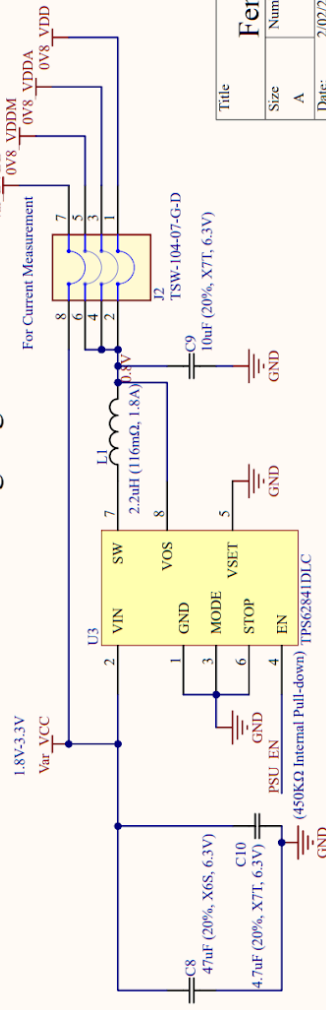 1.8V-3.3V
Var_VCC
C8
47uF (20%, X6S, 6.3V)
C10
4.7uF (20%, X7T, 6.3V)
GND
U3
2
VIN
SW
7
1
GND
VOS
8
3
MODE
6
STOP
VSET
5
4
EN
GND
PSU_EN
(450KΩ Internal Pull-down)
TPS62841DLC
GND
L1
2.2uH (116mΩ, 1.8A)
0.8V
C9
10uF (20%, X7T, 6.3V)
GND
For Current Measurement
8 7
6 5
4 3
2 1
J2
TSW-104-07-G-D
0V8_VDDM
0V8_VDDA
0V8_VDD
Title
Size
A
Date: